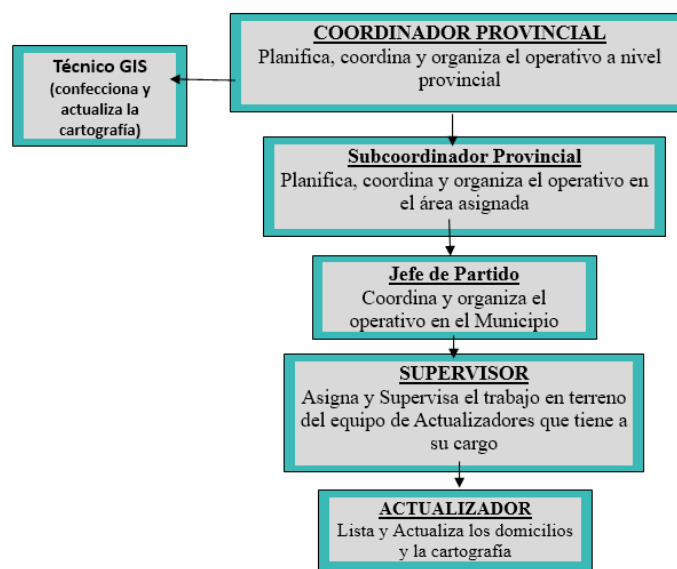 COORDINADOR PROVINCIAL
Planifica, coordina y organiza el operativo a nivel
provincial
Técnico GIS
(confecciona y
actualiza la
cartografía)
Subcoordinador Provincial
Planifica, coordina y organiza el operativo en
el área asignada
Jefe de Partido
Coordina y organiza el
operativo en el Municipio
SUPERVISOR
Asigna y Supervisa el trabajo en terreno
del equipo de Actualizadores que tiene a
su cargo
ACTUALIZADOR
Lista y Actualiza los domicilios
y la cartografía